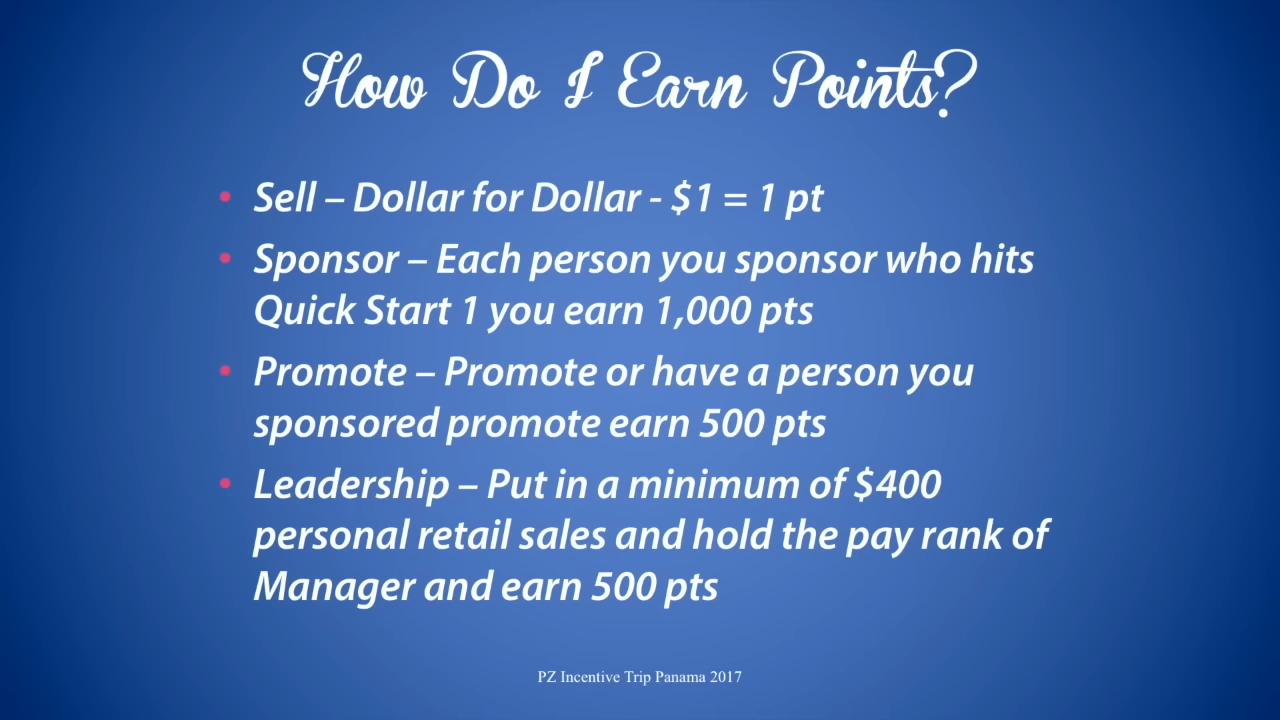 How Do I Earn Points?
• Sell – Dollar for Dollar - $1 = 1 pt
• Sponsor – Each person you sponsor who hits
Quick Start 1 you earn 1,000 pts
• Promote – Promote or have a person you
sponsored promote earn 500 pts
• Leadership – Put in a minimum of $400
personal retail sales and hold the pay rank of
Manager and earn 500 pts
PZ Incentive Trip Panama 2017